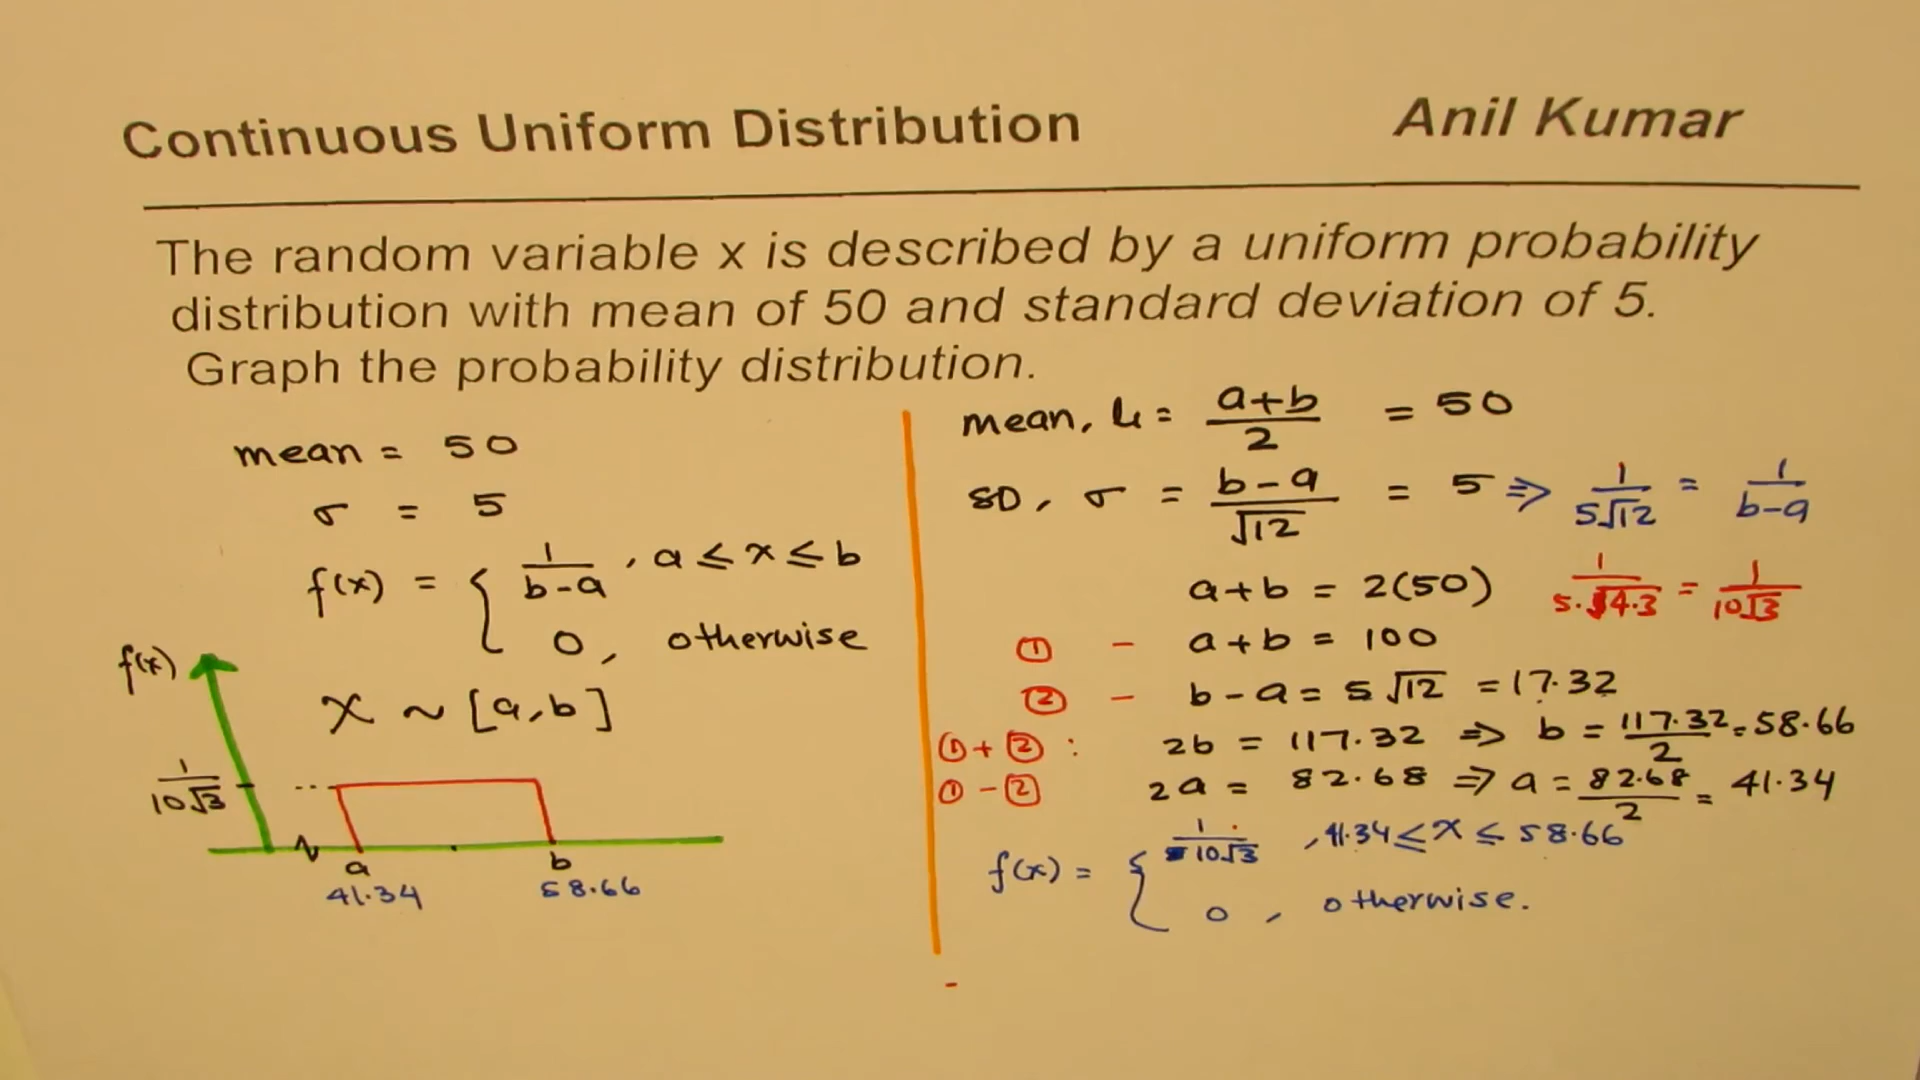 Continuous Uniform Distribution
Anil Kumar
The random variable x is described by a uniform probability
distribution with mean of 50 and standard deviation of 5.
Graph the probability distribution.
mean = 50
σ = 5
f(x) = { 1/(b-a) , a ≤ x ≤ b
0, otherwise
X ~ [a,b]
f(x)
1/(10√3)
a b
41.34 58.66
mean, μ = (a+b)/2 = 50
SD, σ = (b-a)/√12 = 5 ⇒ 1/(5√12) = 1/(b-a)
a+b = 2(50) 1/(5·√4·3) = 1/(10√3)
① - a+b = 100
② - b-a = 5√12 = 17.32
①+②: 2b = 117.32 ⇒ b = 117.32/2 = 58.66
①-② 2a = 82.68 ⇒ a = 82.68/2 = 41.34
f(x) = { 1/(10√3) , 41.34 ≤ x ≤ 58.66
0, otherwise.